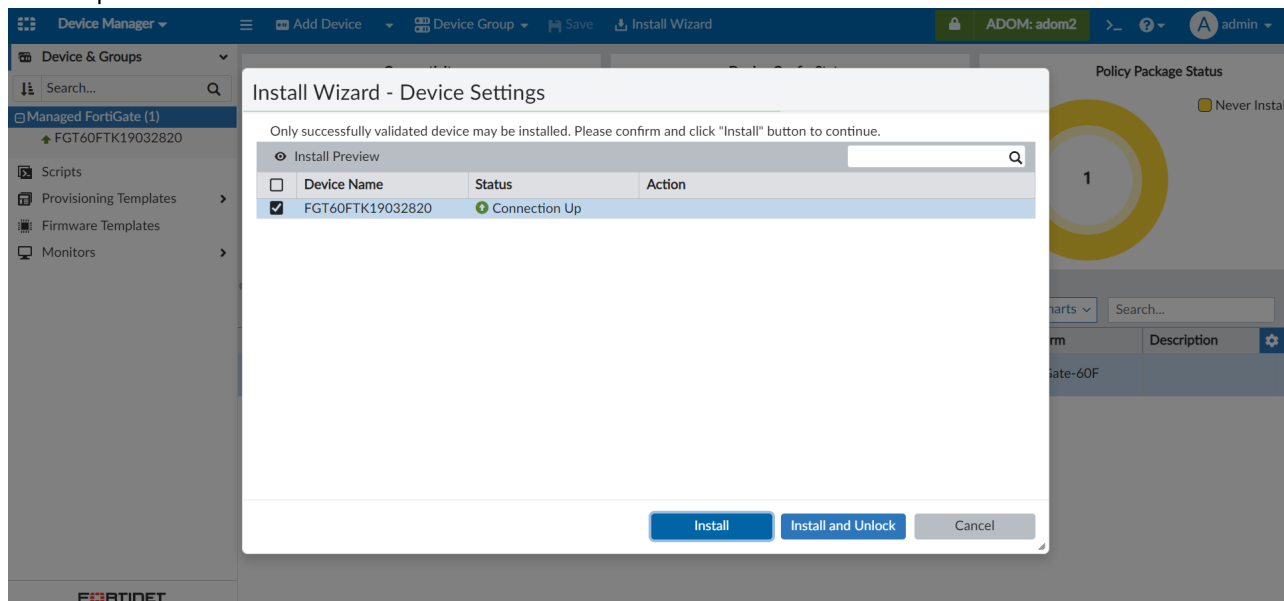 Device Manager
Add Device
Device Group
Save
Install Wizard
ADOM: adom2
>_
A admin
Device & Groups
Search...
Managed FortiGate (1)
FGT60FTK19032820
Scripts
Provisioning Templates
Firmware Templates
Monitors
Policy Package Status
Never Instal
1
Install Wizard - Device Settings
Only successfully validated device may be installed. Please confirm and click "Install" button to continue.
Install Preview
Device Name Status Action
FGT60FTK19032820 Connection Up
harts Search...
rm Description
Gate-60F
Install Install and Unlock Cancel